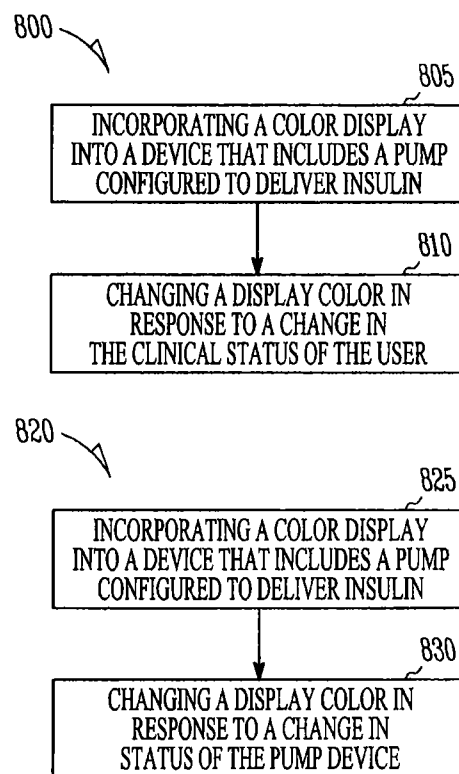 800
805
INCORPORATING A COLOR DISPLAY
INTO A DEVICE THAT INCLUDES A PUMP
CONFIGURED TO DELIVER INSULIN
810
CHANGING A DISPLAY COLOR IN
RESPONSE TO A CHANGE IN
THE CLINICAL STATUS OF THE USER
820
825
INCORPORATING A COLOR DISPLAY
INTO A DEVICE THAT INCLUDES A PUMP
CONFIGURED TO DELIVER INSULIN
830
CHANGING A DISPLAY COLOR IN
RESPONSE TO A CHANGE IN
STATUS OF THE PUMP DEVICE